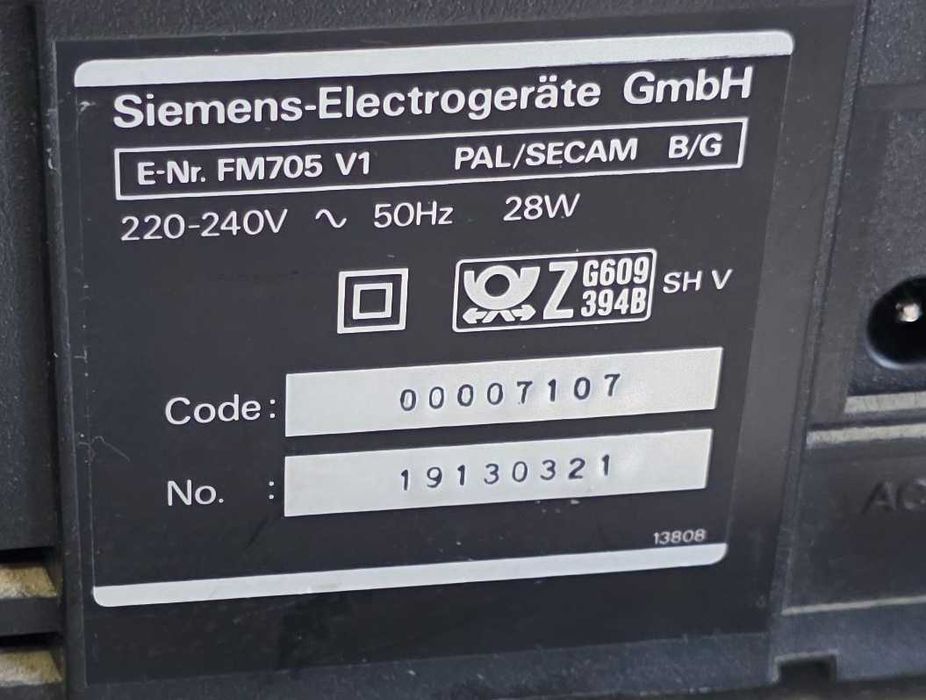 Siemens-Electrogeräte GmbH
E-Nr. FM705 V1 PAL/SECAM B/G
220-240V ~ 50Hz 28W
Z G609 394B SH V
Code: 00007107
No. : 19130321
13808